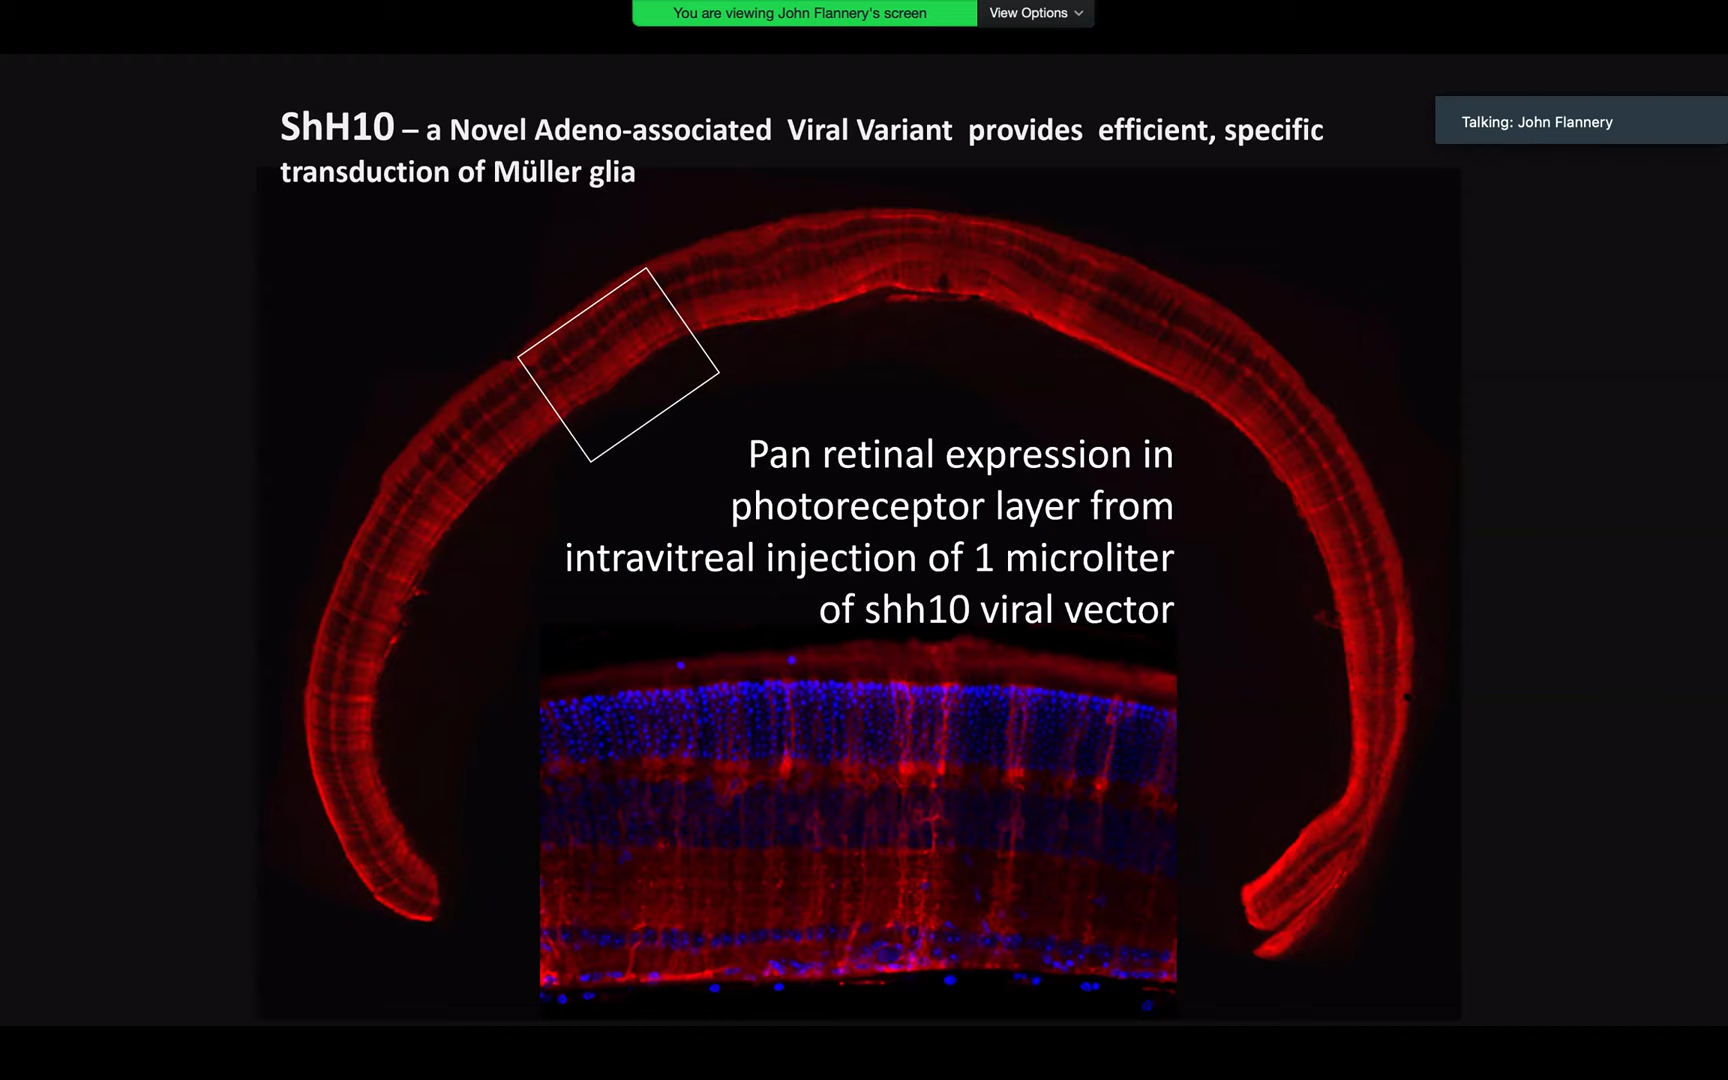 You are viewing John Flannery's screen
View Options
Talking: John Flannery
ShH10 – a Novel Adeno-associated Viral Variant provides efficient, specific
transduction of Müller glia
Pan retinal expression in
photoreceptor layer from
intravitreal injection of 1 microliter
of shh10 viral vector